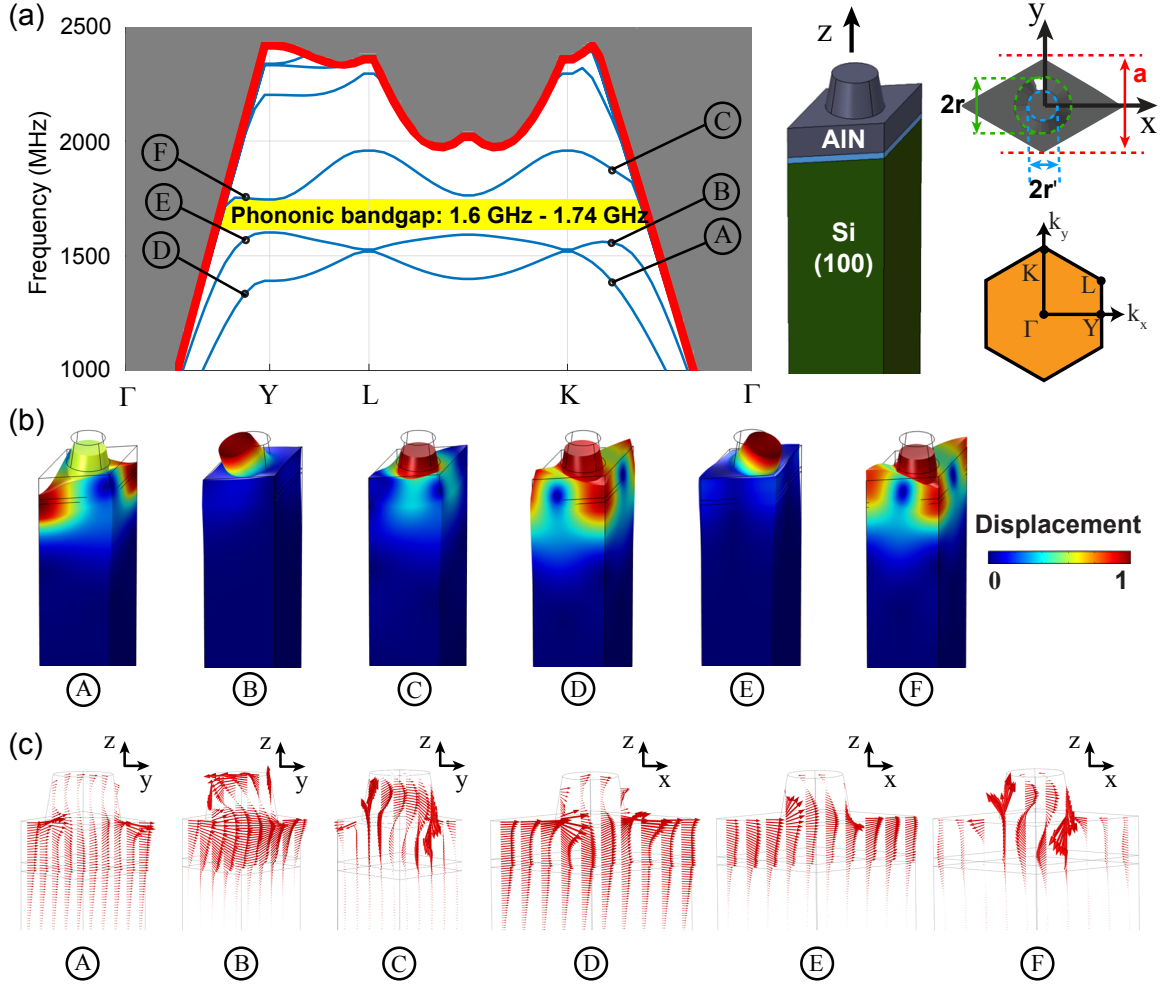 (a)
2500
2000
1500
1000
Frequency (MHz)
F
E
D
C
B
A
Phononic bandgap: 1.6 GHz - 1.74 GHz
Γ
Y
L
K
Γ
z
AlN
Si
(100)
y
x
a
2r
2r'
k_y
K
L
Γ
Y
k_x
(b)
Displacement
0
1
A
B
C
D
E
F
(c)
z
y
z
y
z
y
z
x
z
x
z
x
A
B
C
D
E
F